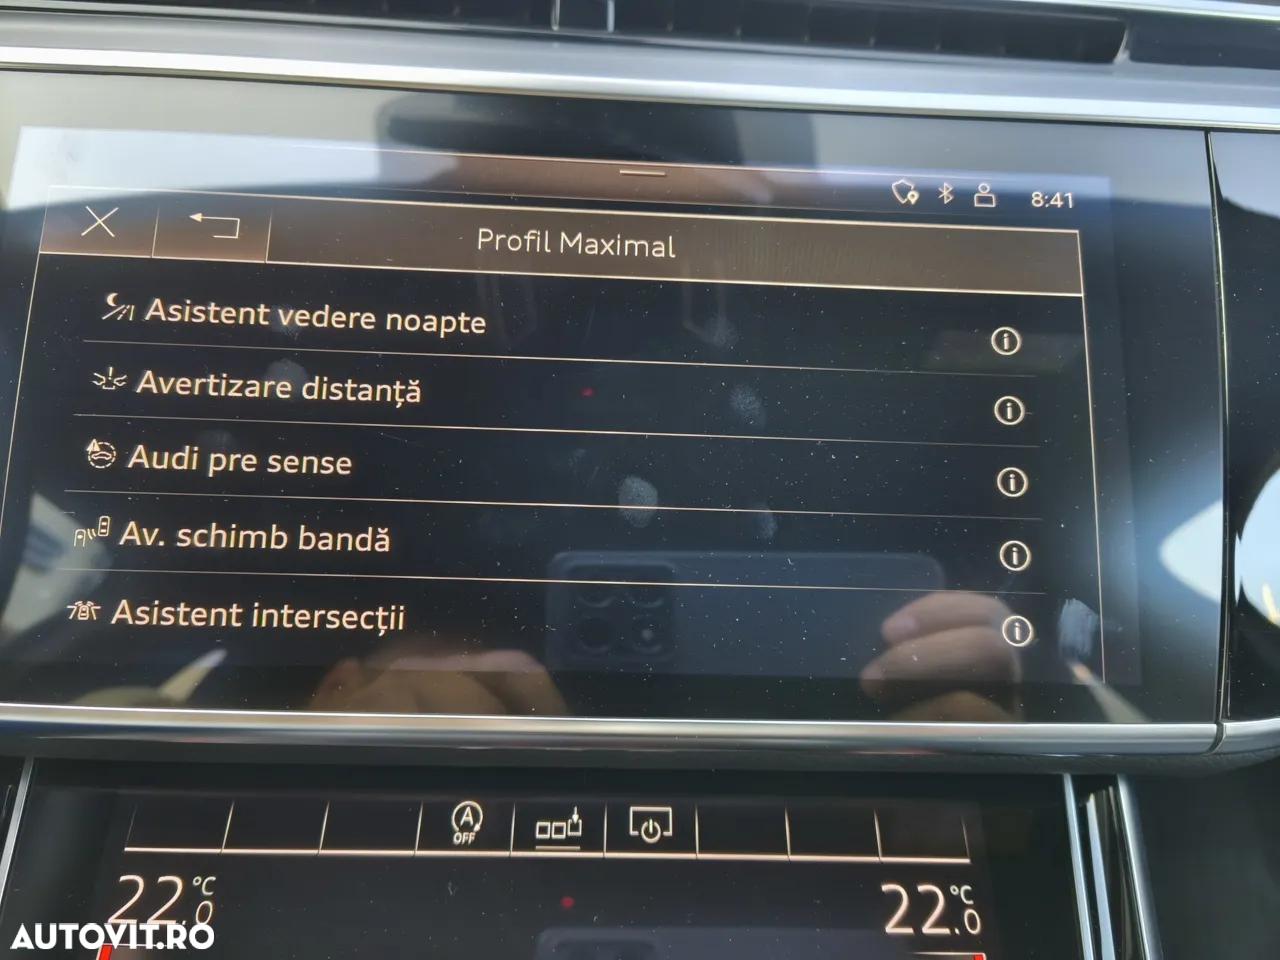 8:41
Profil Maximal
Asistent vedere noapte
Avertizare distanță
Audi pre sense
Av. schimb bandă
Asistent intersecții
A
OFF
22.0 °C
22.0 °C
AUTOVIT.RO